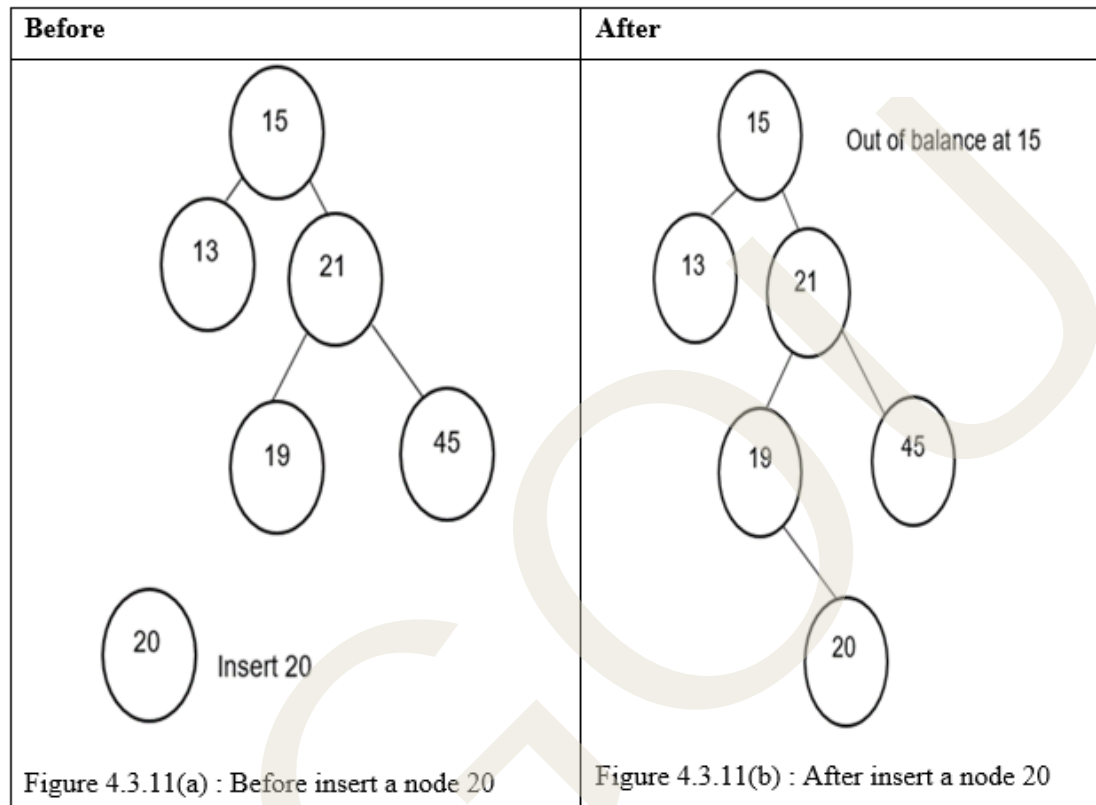 Before
15
13
21
19
45
20
Insert 20
Figure 4.3.11(a) : Before insert a node 20
After
15
Out of balance at 15
13
21
19
45
20
Figure 4.3.11(b) : After insert a node 20
SGOU